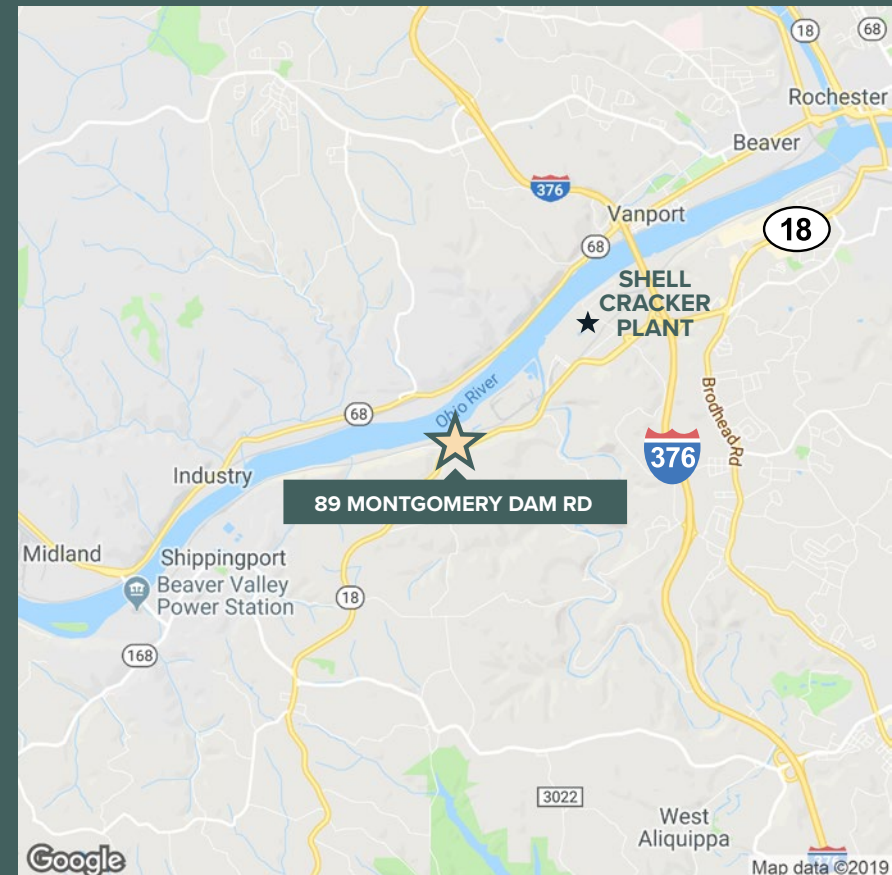 18
68
Rochester
Beaver
376
Vanport
18
68
SHELL
CRACKER
PLANT
Ohio River
68
Brodhead Rd
376
Industry
89 MONTGOMERY DAM RD
Midland
Shippingport
Beaver Valley
Power Station
18
168
3022
West
Aliquippa
Google
376
Map data ©2019